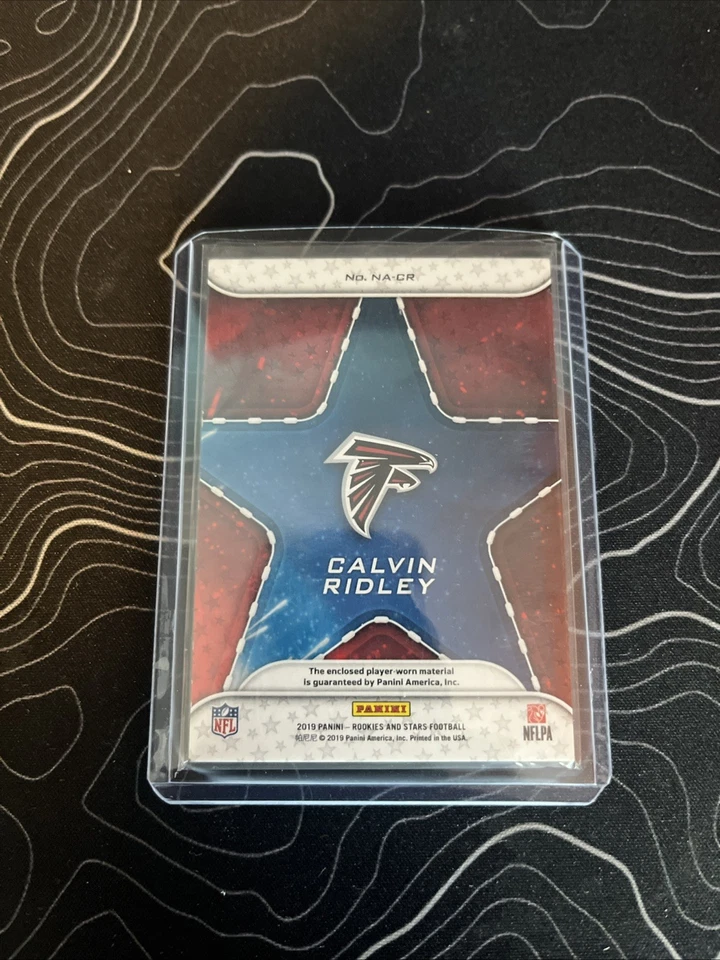 No. NA-CR
CALVIN
RIDLEY
The enclosed player-worn material
is guaranteed by Panini America, Inc.
PANINI
NFL
2019 PANINI – ROOKIES AND STARS FOOTBALL
帕尼尼 © 2019 Panini America, Inc. Printed in the USA.
NFLPA